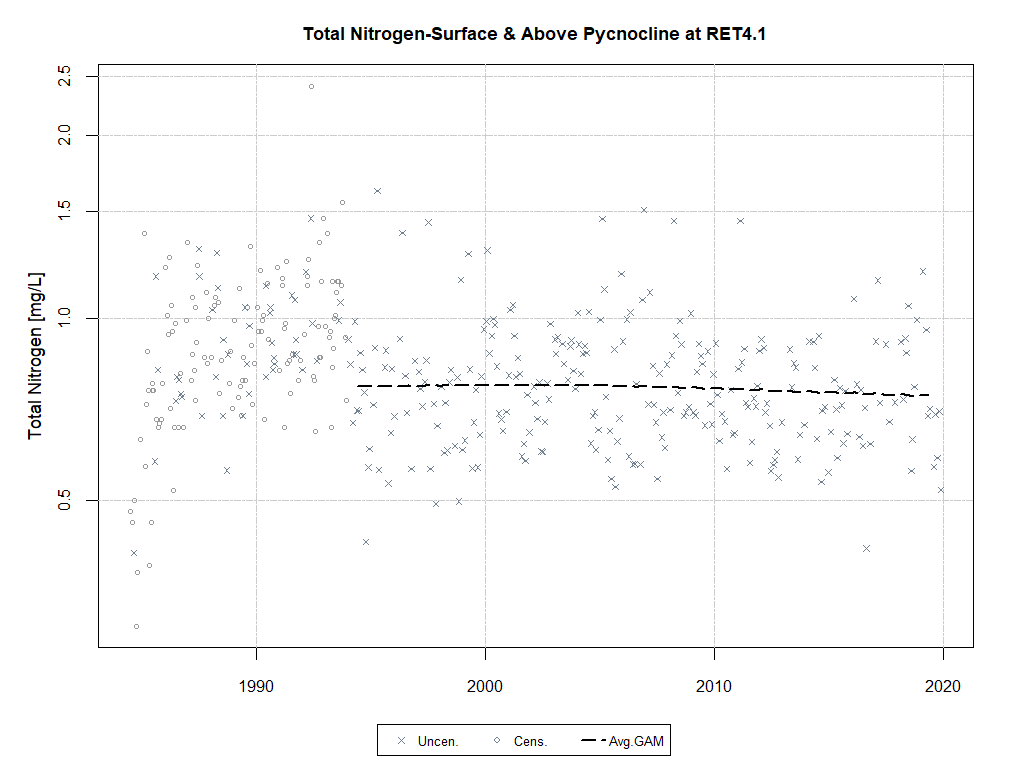 Total Nitrogen-Surface & Above Pycnocline at RET4.1
2.5
2.0
1.5
1.0
0.5
Total Nitrogen [mg/L]
1990 2000 2010 2020
Uncen. Cens. Avg.GAM